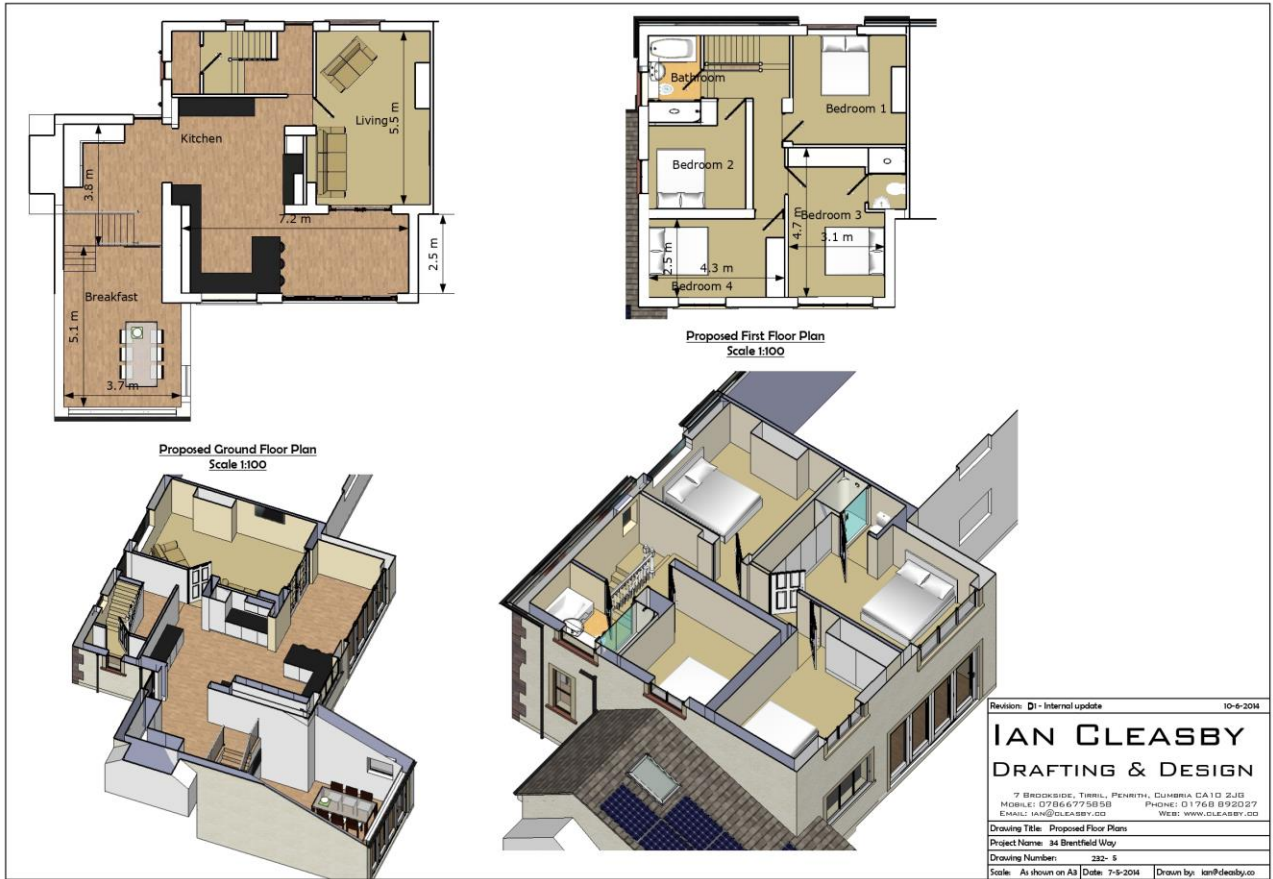 Kitchen
Living
5.5 m
3.8 m
7.2 m
2.5 m
Breakfast
5.1 m
3.7 m
Proposed Ground Floor Plan
Scale 1:100
Bathroom
Bedroom 1
Bedroom 2
Bedroom 3
4.7 m
3.1 m
2.5 m
4.3 m
Bedroom 4
Proposed First Floor Plan
Scale 1:100
Revision: D1 - Internal update 10-6-2014
IAN CLEASBY
DRAFTING & DESIGN
7 BROOKSIDE, TIRRIL, PENRITH, CUMBRIA CA10 2JG
MOBILE: 07866775858 PHONE: 01768 892027
EMAIL: IAN@CLEASBY.CO WEB: WWW.CLEASBY.CO
Drawing Title: Proposed Floor Plans
Project Name: 34 Brentfield Way
Drawing Number: 232- 5
Scale: As shown on A3 Date: 7-5-2014 Drawn by: ian@cleasby.co